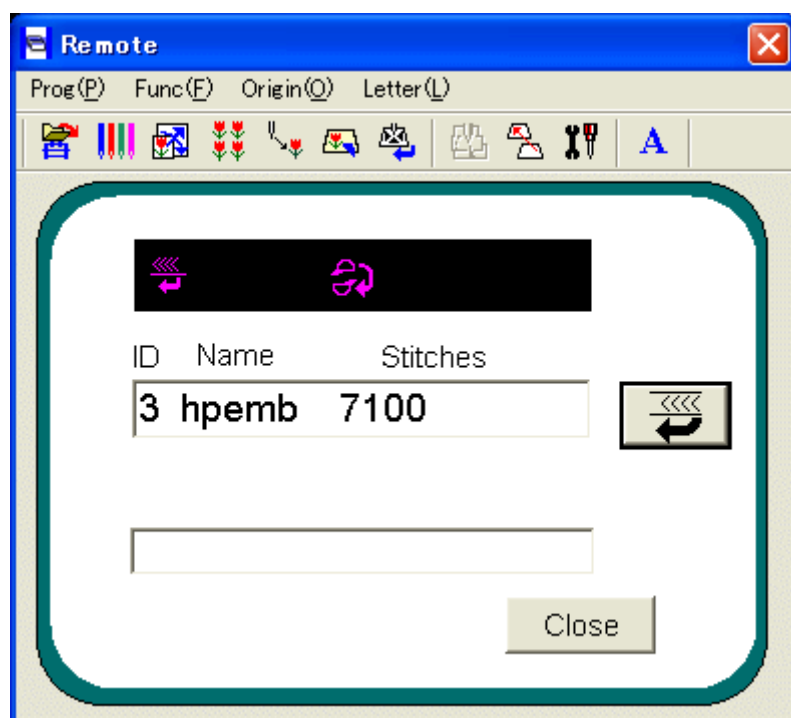 Remote
Prog(P) Func(F) Origin(O) Letter(L)
A
ID Name Stitches
3 hpemb 7100
Close